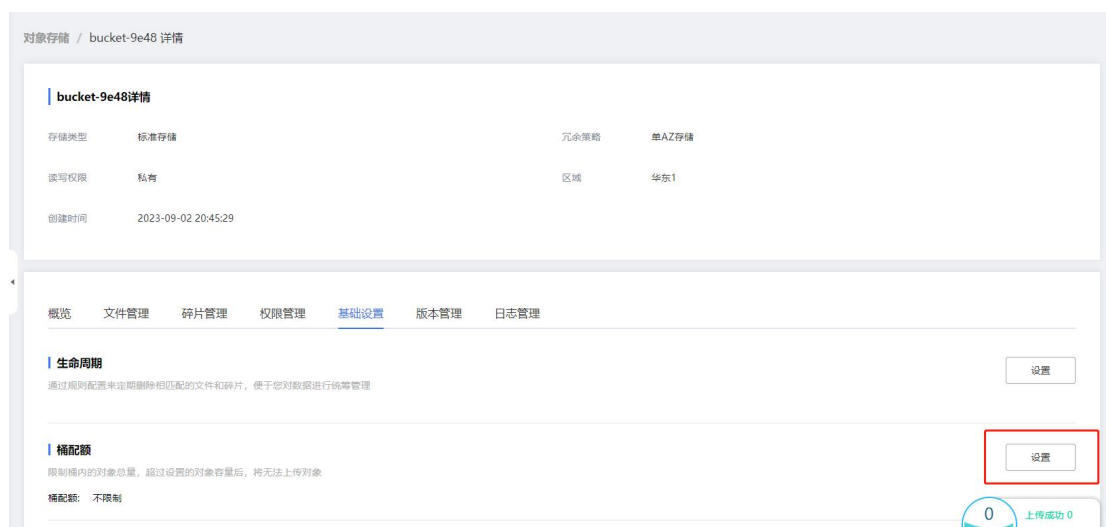 对象存储 / bucket-9e48 详情
bucket-9e48详情
存储类型 标准存储 冗余策略 单AZ存储
读写权限 私有 区域 华东1
创建时间 2023-09-02 20:45:29
概览 文件管理 碎片管理 权限管理 基础设置 版本管理 日志管理
生命周期
设置
通过规则配置来定期删除相匹配的文件和碎片，便于您对数据进行统筹管理
桶配额
设置
限制桶内的对象总量，超过设置的对象容量后，将无法上传对象
桶配额: 不限制
0 上传成功 0